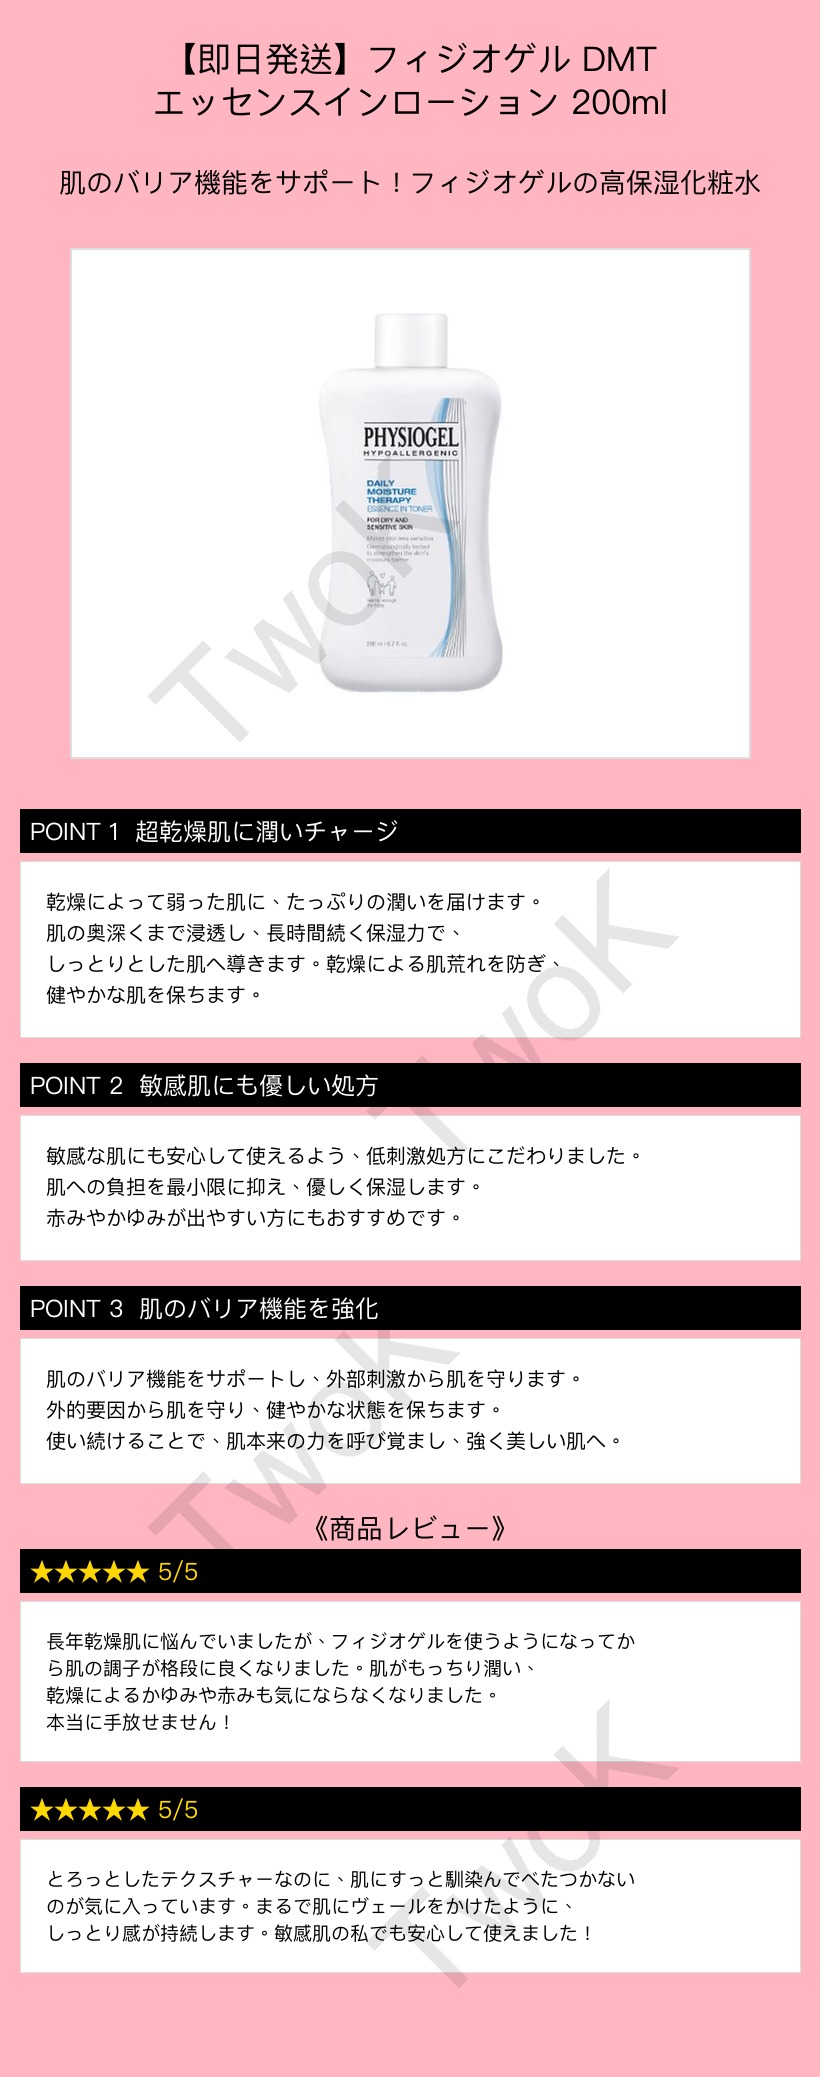 【即日発送】フィジオゲル DMT
エッセンスインローション 200ml
肌のバリア機能をサポート！フィジオゲルの高保湿化粧水
PHYSIOGEL
HYPOALLERGENIC
DAILY
MOISTURE
THERAPY
ESSENCE IN TONER
FOR DRY AND
SENSITIVE SKIN
Makes skin less sensitive
Dermatologically tested
to strengthen the skin's
moisture barrier
200 ml / 6.7 fl oz.
TwoK
POINT 1 超乾燥肌に潤いチャージ
乾燥によって弱った肌に、たっぷりの潤いを届けます。
肌の奥深くまで浸透し、長時間続く保湿力で、
しっとりとした肌へ導きます。乾燥による肌荒れを防ぎ、
健やかな肌を保ちます。
TwoK
POINT 2 敏感肌にも優しい処方
敏感な肌にも安心して使えるよう、低刺激処方にこだわりました。
肌への負担を最小限に抑え、優しく保湿します。
赤みやかゆみが出やすい方にもおすすめです。
POINT 3 肌のバリア機能を強化
肌のバリア機能をサポートし、外部刺激から肌を守ります。
外的要因から肌を守り、健やかな状態を保ちます。
使い続けることで、肌本来の力を呼び覚まし、強く美しい肌へ。
TwoK
《商品レビュー》
★★★★★ 5/5
長年乾燥肌に悩んでいましたが、フィジオゲルを使うようになってか
ら肌の調子が格段に良くなりました。肌がもっちり潤い、
乾燥によるかゆみや赤みも気にならなくなりました。
本当に手放せません！
★★★★★ 5/5
とろっとしたテクスチャーなのに、肌にすっと馴染んでべたつかない
のが気に入っています。まるで肌にヴェールをかけたように、
しっとり感が持続します。敏感肌の私でも安心して使えました！
TwoK